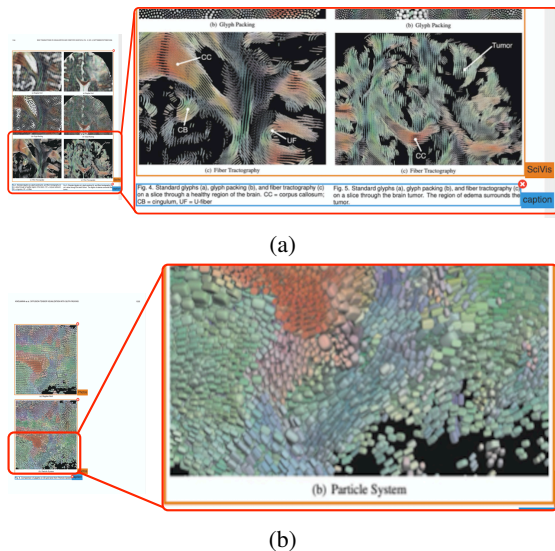 (b) Glyph Packing
(b) Glyph Packing
CC
CB
UF
Tumor
CC
(c) Fiber Tractography
(c) Fiber Tractography
SciVis
Fig. 4. Standard glyphs (a), glyph packing (b), and fiber tractography (c)
on a slice through a healthy region of the brain. CC = corpus callosum;
CB = cingulum, UF = U-fiber
Fig. 5. Standard glyphs (a), glyph packing (b), and fiber tractography (c)
on a slice through the brain tumor. The region of edema surrounds the
tumor.
caption
(a)
(b) Particle System
(b)